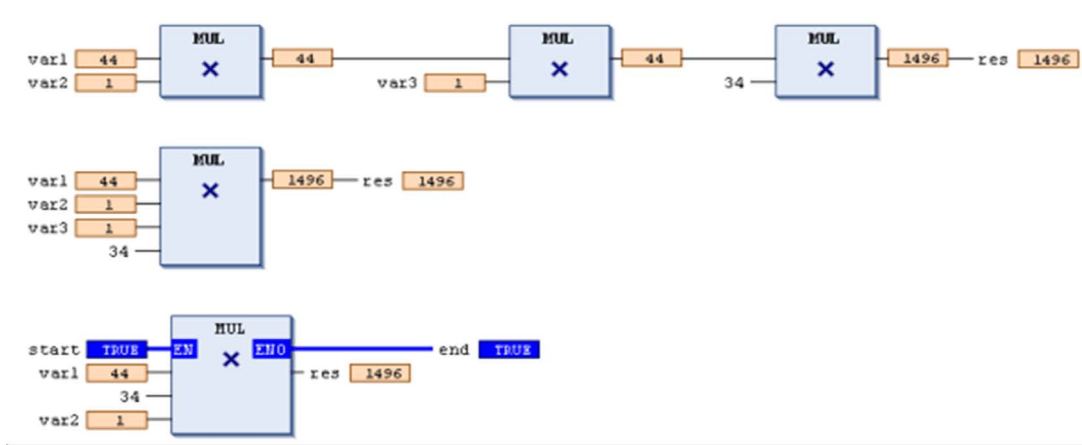 MUL MUL MUL
var1 44 44 44 1496 res 1496
var2 1 var3 1 34
MUL
var1 44 1496 res 1496
var2 1
var3 1
34
MUL
start TRUE EN ENO end TRUE
var1 44 res 1496
34
var2 1